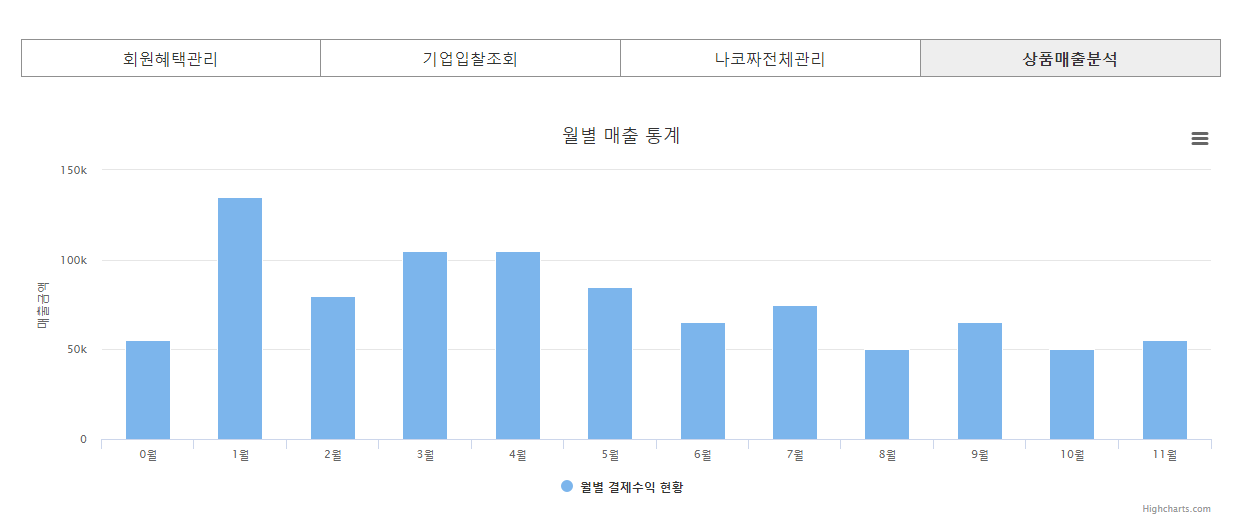 회원혜택관리 기업입찰조회 나코짜전체관리 상품매출분석
월별 매출 통계
150k
100k
50k
0
매출금액
0월 1월 2월 3월 4월 5월 6월 7월 8월 9월 10월 11월
월별 결제수익 현황
Highcharts.com